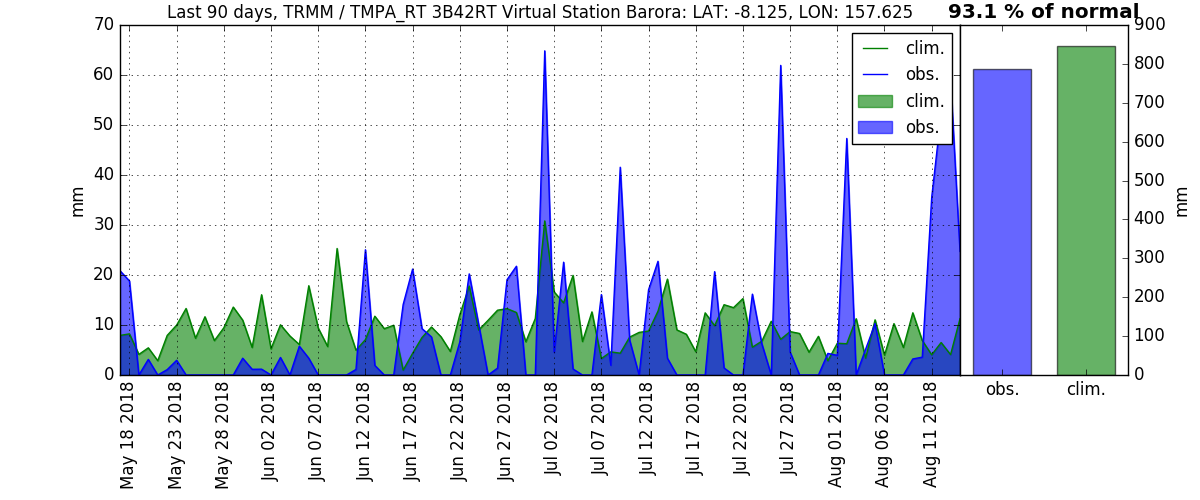 Last 90 days, TRMM / TMPA_RT 3B42RT Virtual Station Barora: LAT: -8.125, LON: 157.625
93.1 % of normal
70
60
50
40
30
20
10
0
mm
clim.
obs.
clim.
obs.
900
800
700
600
500
400
300
200
100
0
mm
May 18 2018
May 23 2018
May 28 2018
Jun 02 2018
Jun 07 2018
Jun 12 2018
Jun 17 2018
Jun 22 2018
Jun 27 2018
Jul 02 2018
Jul 07 2018
Jul 12 2018
Jul 17 2018
Jul 22 2018
Jul 27 2018
Aug 01 2018
Aug 06 2018
Aug 11 2018
obs.
clim.